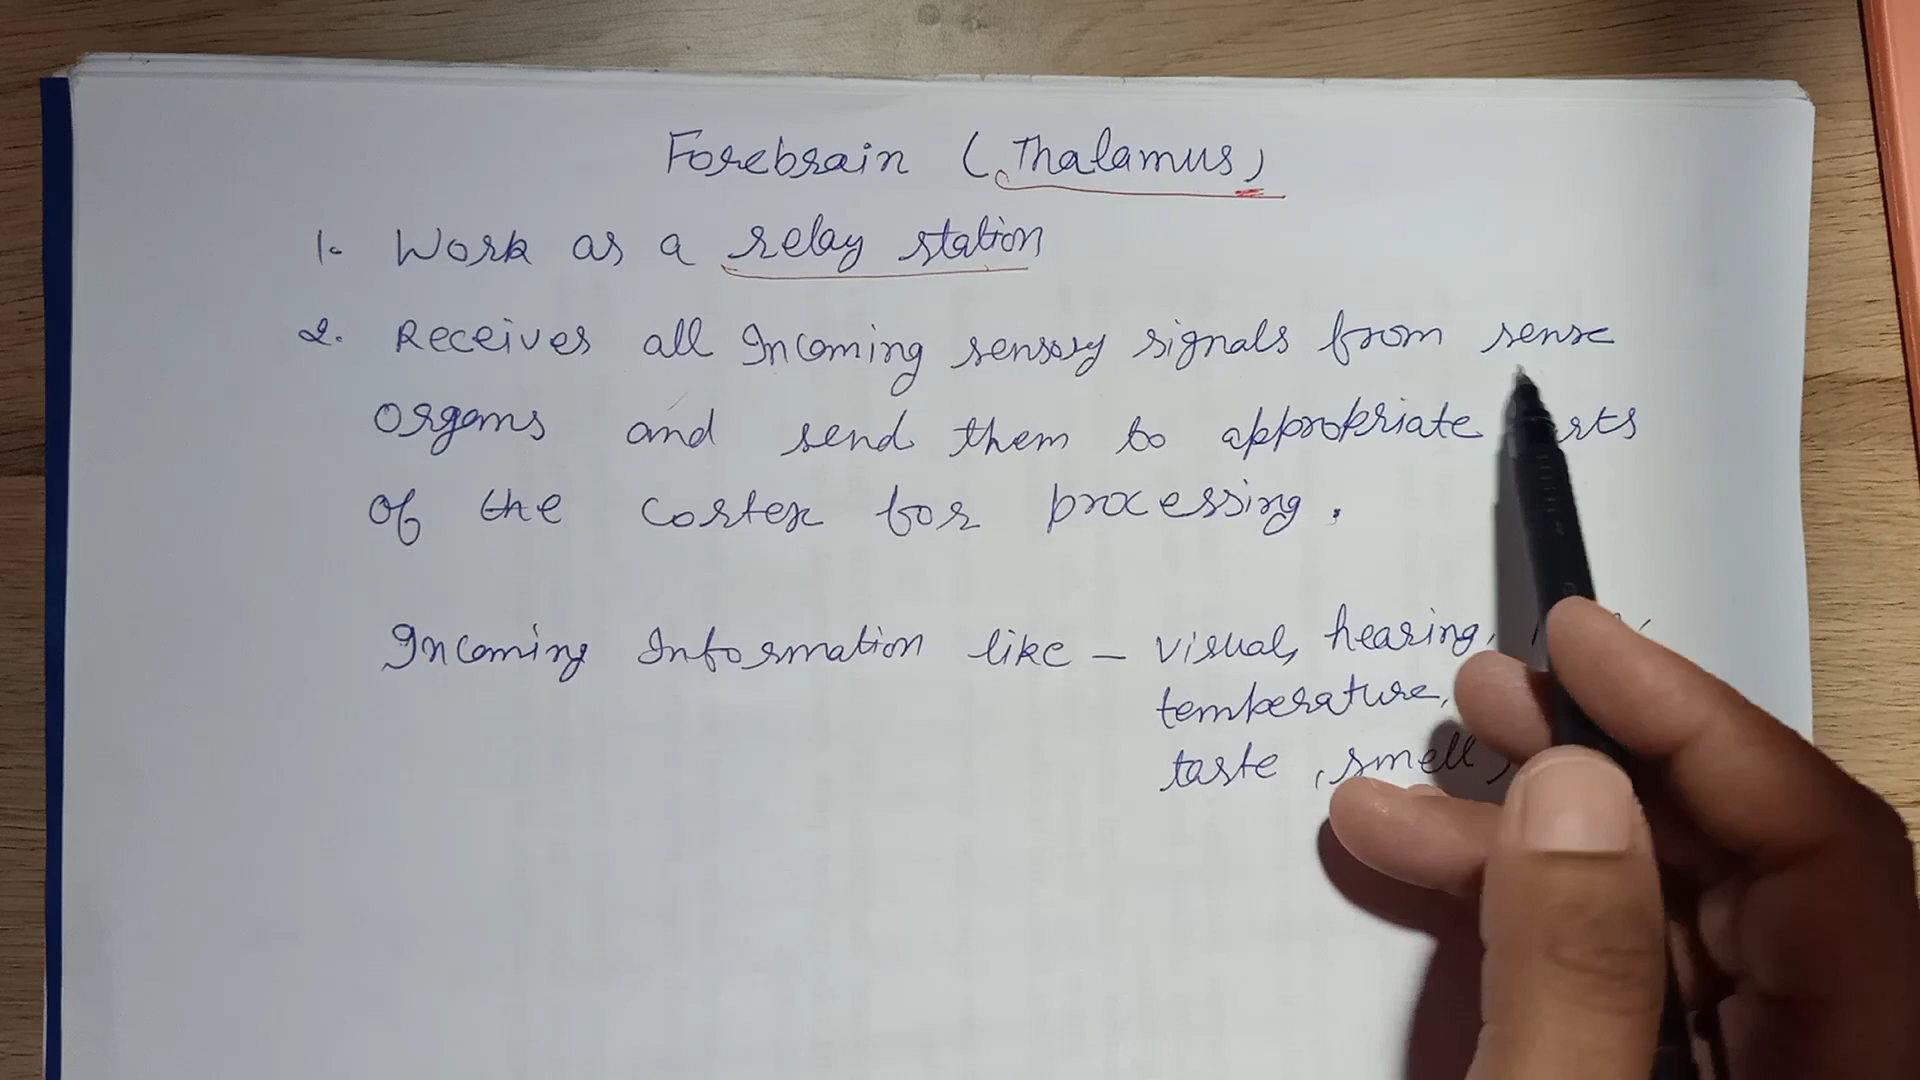 Forebrain (Thalamus)
1. Work as a relay station
2. Receives all Incoming sensory signals from sense
organs and send them to appropriate
of the cortex for processing.
Incoming Information like - visual, hearing,
temperature,
taste, smell,